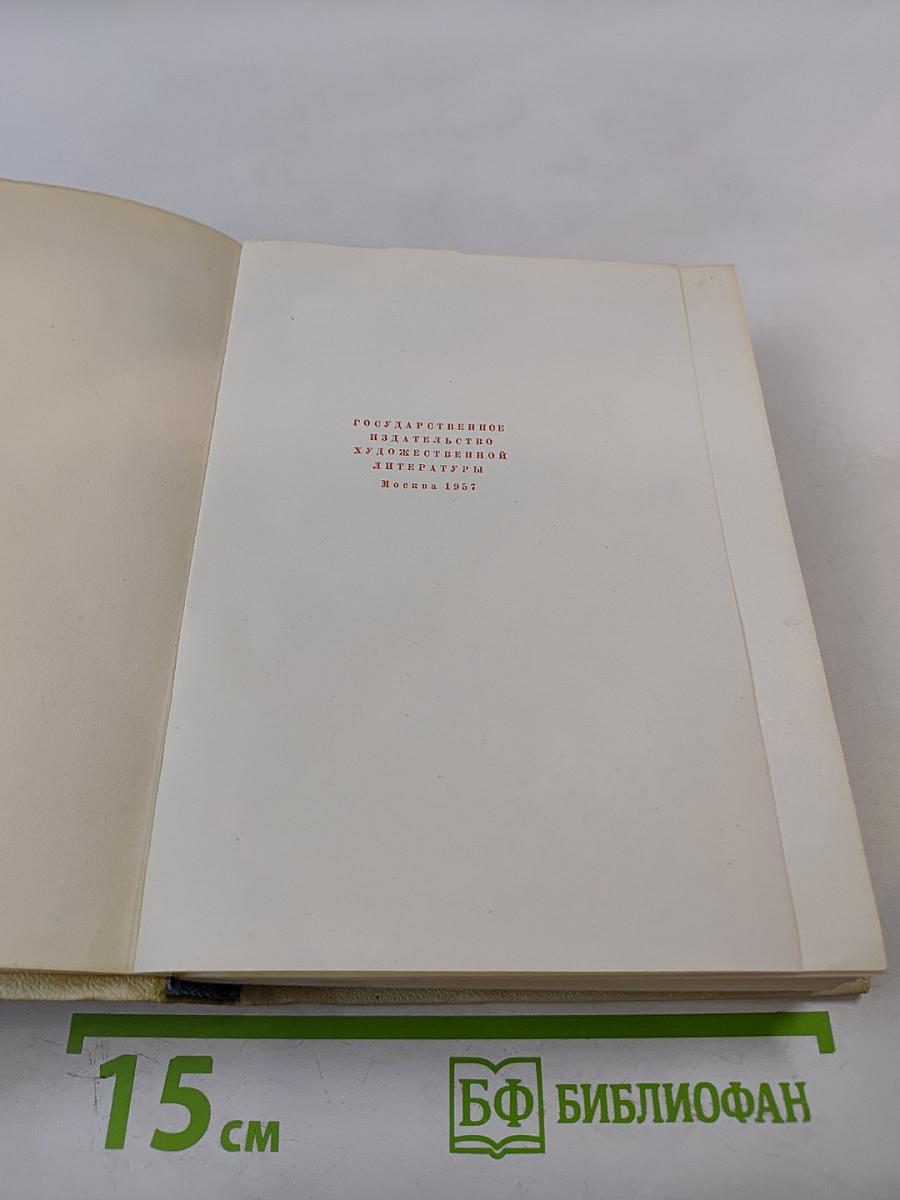 ГОСУДАРСТВЕННОЕ
ИЗДАТЕЛЬСТВО
ХУДОЖЕСТВЕННОЙ
ЛИТЕРАТУРЫ
Москва 1957
15 см
БФ БИБЛИОФАН